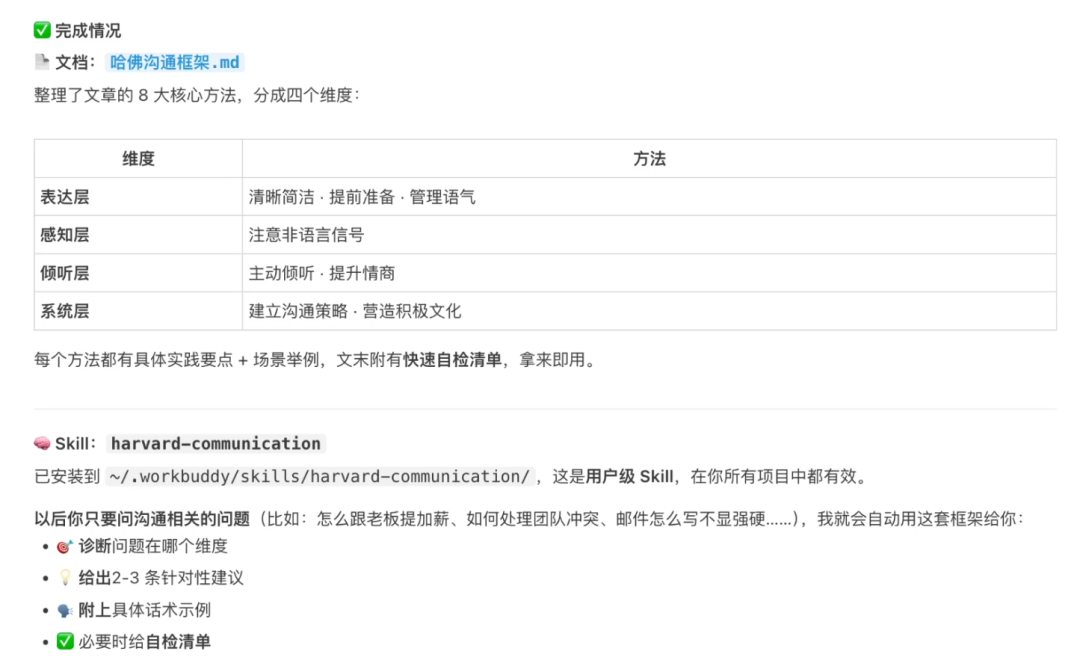 ✅ 完成情况
📄 文档：哈佛沟通框架.md
整理了文章的 8 大核心方法，分成四个维度：
维度 方法
表达层 清晰简洁 · 提前准备 · 管理语气
感知层 注意非语言信号
倾听层 主动倾听 · 提升情商
系统层 建立沟通策略 · 营造积极文化
每个方法都有具体实践要点 + 场景举例，文末附有快速自检清单，拿来即用。
🧠 Skill：harvard-communication
已安装到 ~/.workbuddy/skills/harvard-communication/，这是用户级 Skill，在你所有项目中都有效。
以后你只要问沟通相关的问题（比如：怎么跟老板提加薪、如何处理团队冲突、邮件怎么写不显强硬……），我就会自动用这套框架给你：
• 🎯 诊断问题在哪个维度
• 💡 给出2-3 条针对性建议
• 🗣️ 附上具体话术示例
• ✅ 必要时给自检清单